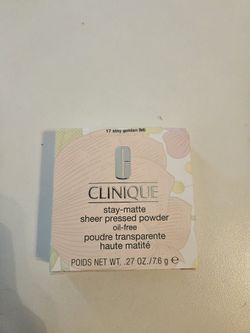 17 stay golden (M)
CLINIQUE
stay-matte
sheer pressed powder
oil-free
poudre transparente
haute matité
POIDS NET WT. .27 OZ./7.6 g ℮